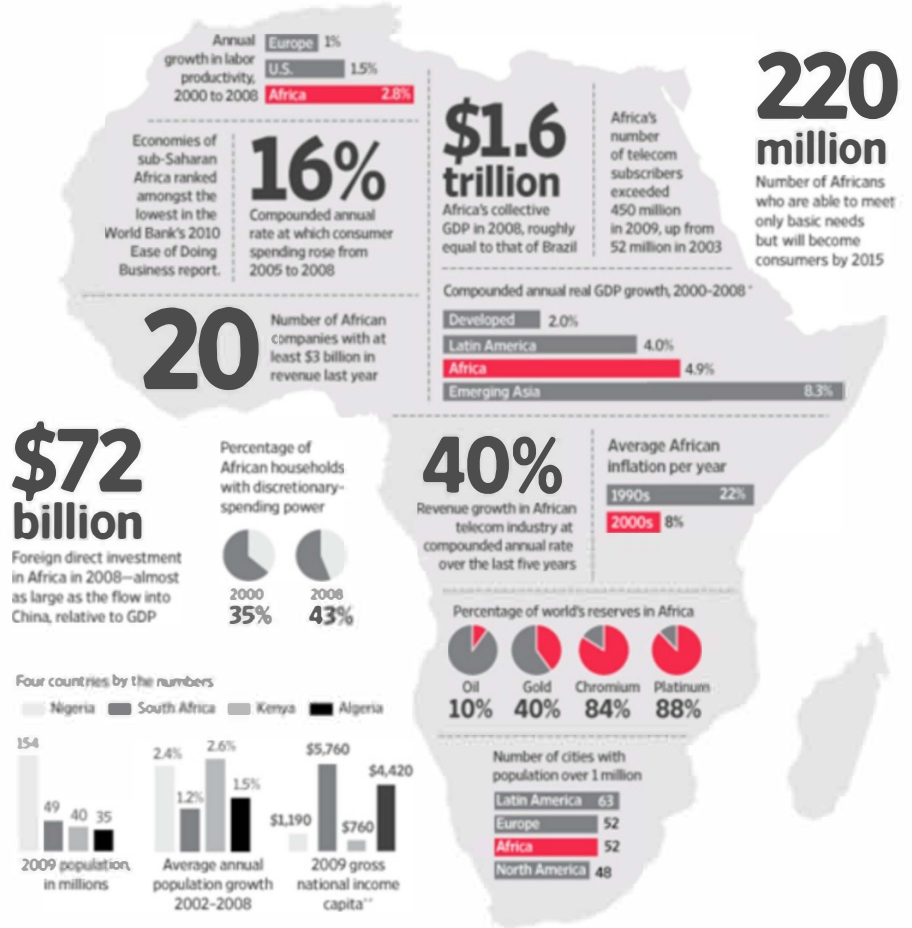 Annual
growth in labor
productivity,
2000 to 2008
Europe 1%
U.S. 1.5%
Africa 2.8%
Economies of
sub-Saharan
Africa ranked
amongst the
lowest in the
World Bank's 2010
Ease of Doing
Business report.
16%
Compounded annual
rate at which consumer
spending rose from
2005 to 2008
$1.6
trillion
Africa's collective
GDP in 2008, roughly
equal to that of Brazil
Africa's
number
of telecom
subscribers
exceeded
450 million
in 2009, up from
52 million in 2003
220
million
Number of Africans
who are able to meet
only basic needs
but will become
consumers by 2015
20
Number of African
companies with at
least $3 billion in
revenue last year
Compounded annual real GDP growth, 2000-2008*
Developed 2.0%
Latin America 4.0%
Africa 4.9%
Emerging Asia 8.3%
$72
billion
Foreign direct investment
in Africa in 2008—almost
as large as the flow into
China, relative to GDP
Percentage of
African households
with discretionary-
spending power
2000 2008
35% 43%
40%
Revenue growth in African
telecom industry at
compounded annual rate
over the last five years
Average African
inflation per year
1990s 22%
2000s 8%
Percentage of world's reserves in Africa
Oil Gold Chromium Platinum
10% 40% 84% 88%
Four countries by the numbers
Nigeria South Africa Kenya Algeria
154
49 40 35
2009 population,
in millions
2.4% 1.2% 2.6% 1.5%
Average annual
population growth
2002-2008
$1,190 $5,760 $760 $4,420
2009 gross
national income
capita**
Number of cities with
population over 1 million
Latin America 63
Europe 52
Africa 52
North America 48